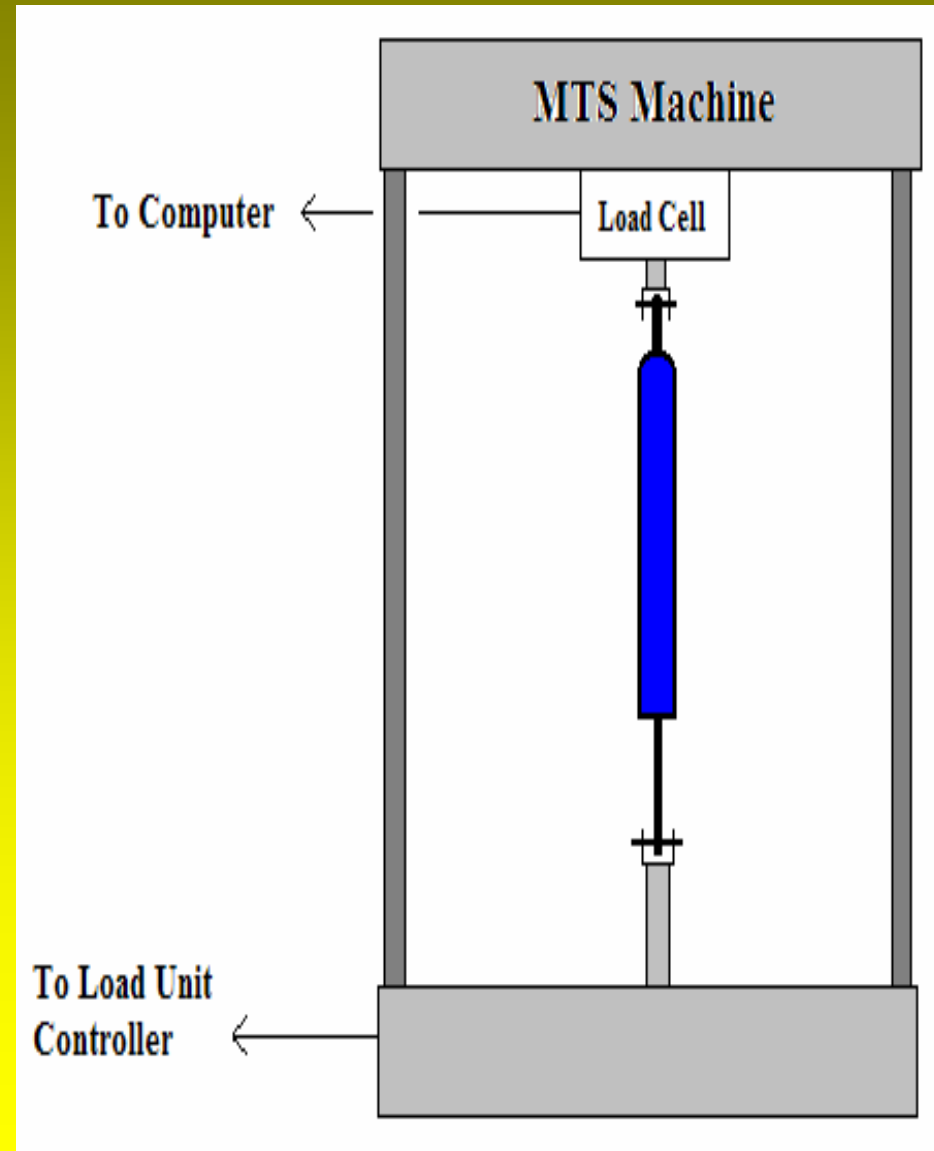 MTS Machine
To Computer
Load Cell
To Load Unit
Controller